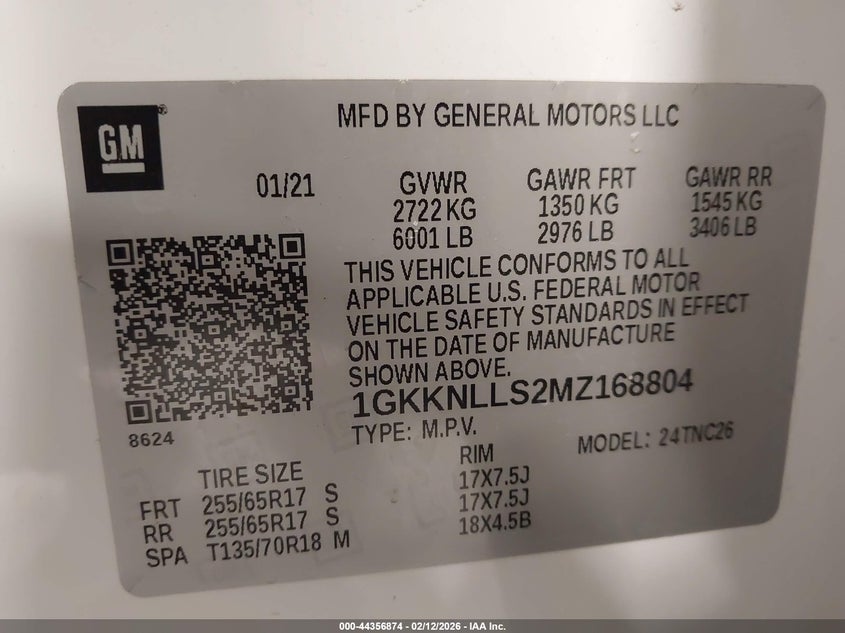 GM
MFD BY GENERAL MOTORS LLC
01/21
GVWR
2722 KG
6001 LB
GAWR FRT
1350 KG
2976 LB
GAWR RR
1545 KG
3406 LB
THIS VEHICLE CONFORMS TO ALL
APPLICABLE U.S. FEDERAL MOTOR
VEHICLE SAFETY STANDARDS IN EFFECT
ON THE DATE OF MANUFACTURE
SHOWN ABOVE.
1GKKNLLS2MZ168804
8624
TYPE: M.P.V.
MODEL: 24TNC26
TIRE SIZE
RIM
FRT 255/65R17 S 17X7.5J
RR 255/65R17 S 17X7.5J
SPA T135/70R18 M 18X4.5B
000-44356874 - 02/12/2026 - IAA Inc.